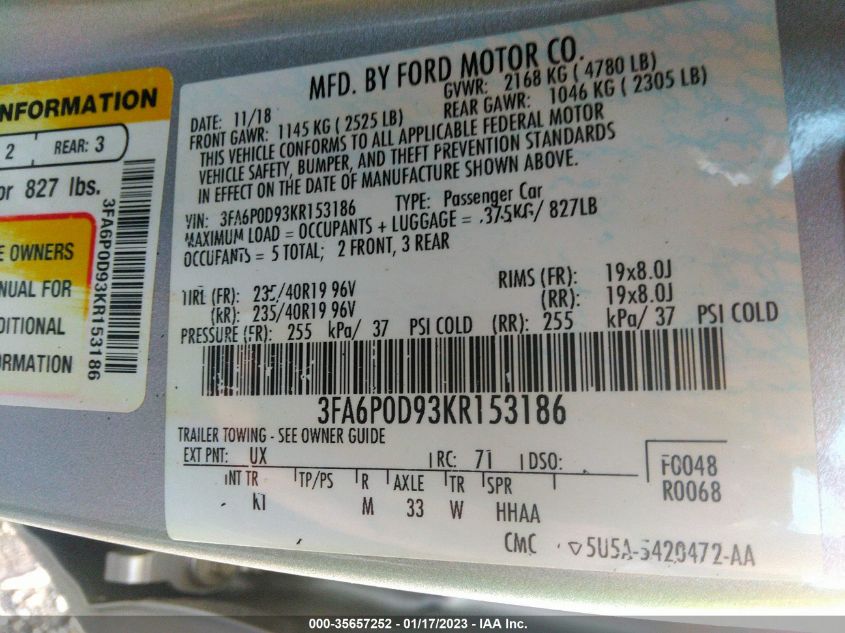 INFORMATION
2
REAR: 3
or 827 lbs.
3FA6P0D93KR153186
OWNERS
FOR
MFD. BY FORD MOTOR CO.
DATE: 11/18 GVWR: 2168 KG ( 4780 LB)
FRONT GAWR: 1145 KG ( 2525 LB) REAR GAWR: 1046 KG ( 2305 LB)
THIS VEHICLE CONFORMS TO ALL APPLICABLE FEDERAL MOTOR
VEHICLE SAFETY, BUMPER, AND THEFT PREVENTION STANDARDS
IN EFFECT ON THE DATE OF MANUFACTURE SHOWN ABOVE.
VIN: 3FA6P0D93KR153186 TYPE: Passenger Car
MAXIMUM LOAD = OCCUPANTS + LUGGAGE = 375KG/ 827LB
OCCUPANTS = 5 TOTAL; 2 FRONT, 3 REAR
TIRE (FR): 235/40R19 96V RIMS (FR): 19x8.0J
(RR): 235/40R19 96V (RR): 19x8.0J
PRESSURE (FR): 255 kPa/ 37 PSI COLD (RR): 255 kPa/ 37 PSI COLD
3FA6P0D93KR153186
TRAILER TOWING - SEE OWNER GUIDE
EXT PNT: UX RC: 71 DSO: F0048
INT TR TP/PS R AXLE TR SPR R0068
M 33 W HHAA
CMC 5U5A-5420472-AA
000-35657252 | 01/17/2023 - IAA Inc.